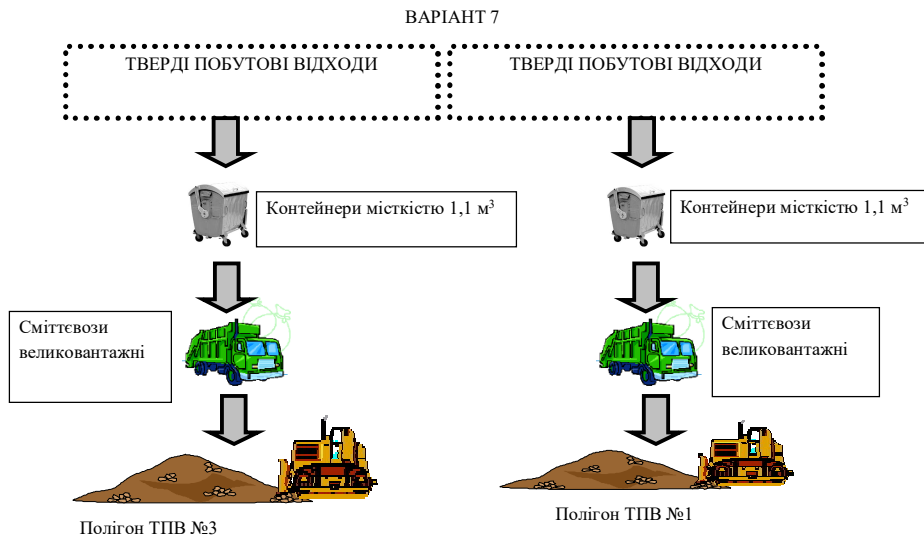 ВАРІАНТ 7
ТВЕРДІ ПОБУТОВІ ВІДХОДИ
ТВЕРДІ ПОБУТОВІ ВІДХОДИ
Контейнери місткістю 1,1 м³
Контейнери місткістю 1,1 м³
Сміттєвози
великовантажні
Сміттєвози
великовантажні
Полігон ТПВ №3
Полігон ТПВ №1